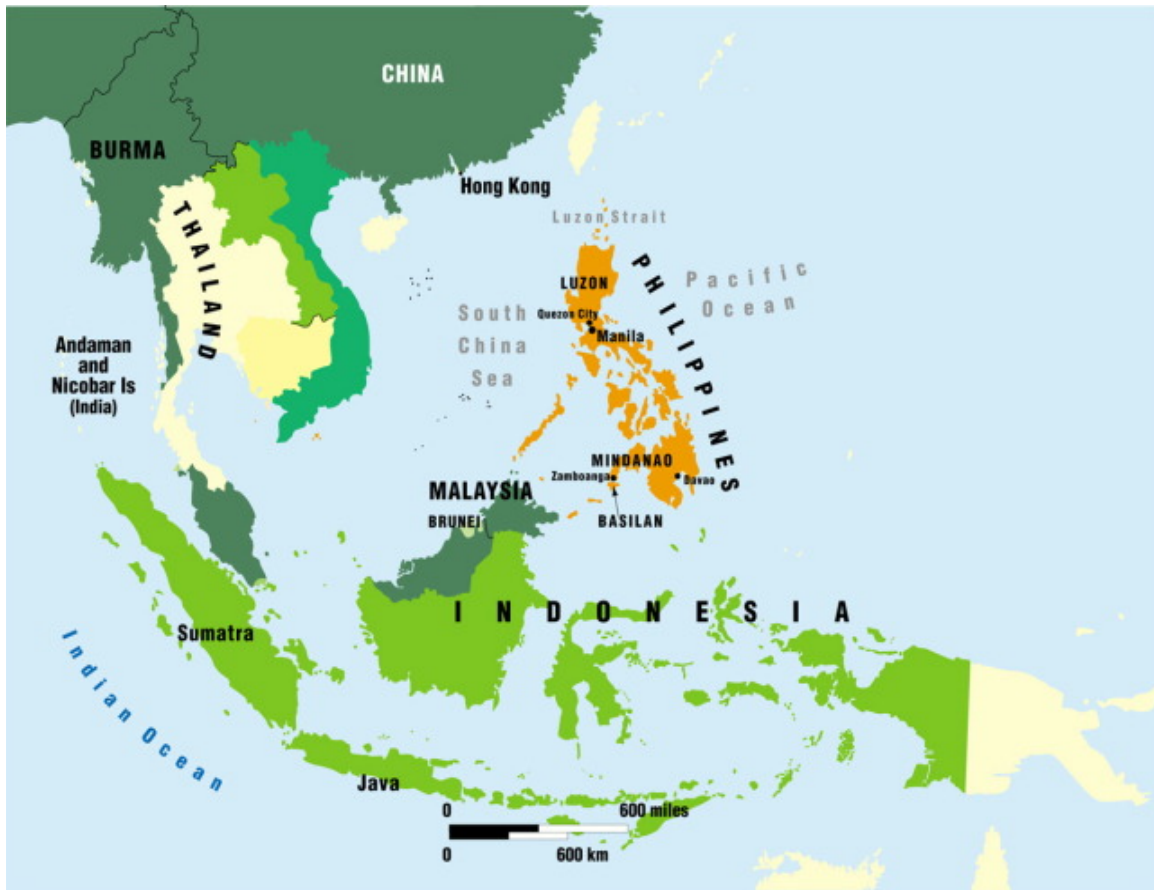 CHINA
BURMA
Hong Kong
THAILAND
Luzon Strait
PHILIPPINES
Pacific
Ocean
LUZON
South
China
Sea
Quezon City
Manila
Andaman
and
Nicobar Is
(India)
MINDANAO
Zamboanga
Davao
MALAYSIA
BRUNEI
BASILAN
INDONESIA
Sumatra
Indian Ocean
Java
0 600 miles
0 600 km